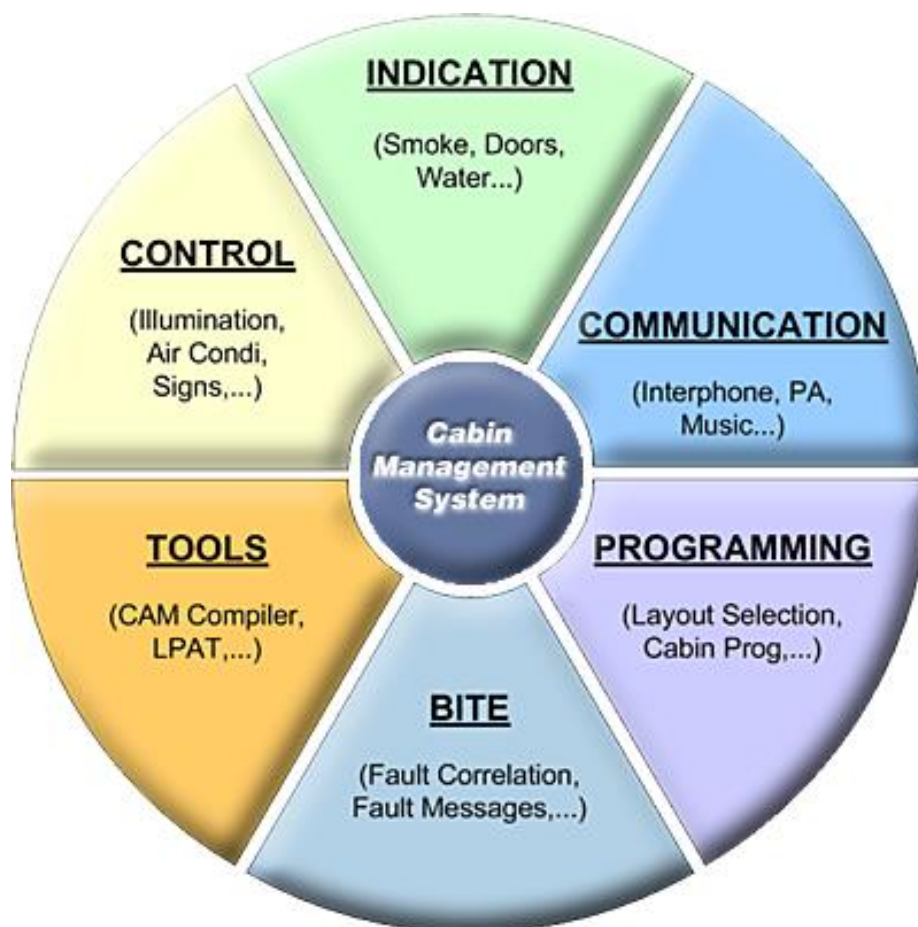 INDICATION
(Smoke, Doors,
Water...)
COMMUNICATION
(Interphone, PA,
Music...)
PROGRAMMING
(Layout Selection,
Cabin Prog,...)
BITE
(Fault Correlation,
Fault Messages,...)
TOOLS
(CAM Compiler,
LPAT,...)
CONTROL
(Illumination,
Air Condi,
Signs,...)
Cabin
Management
System